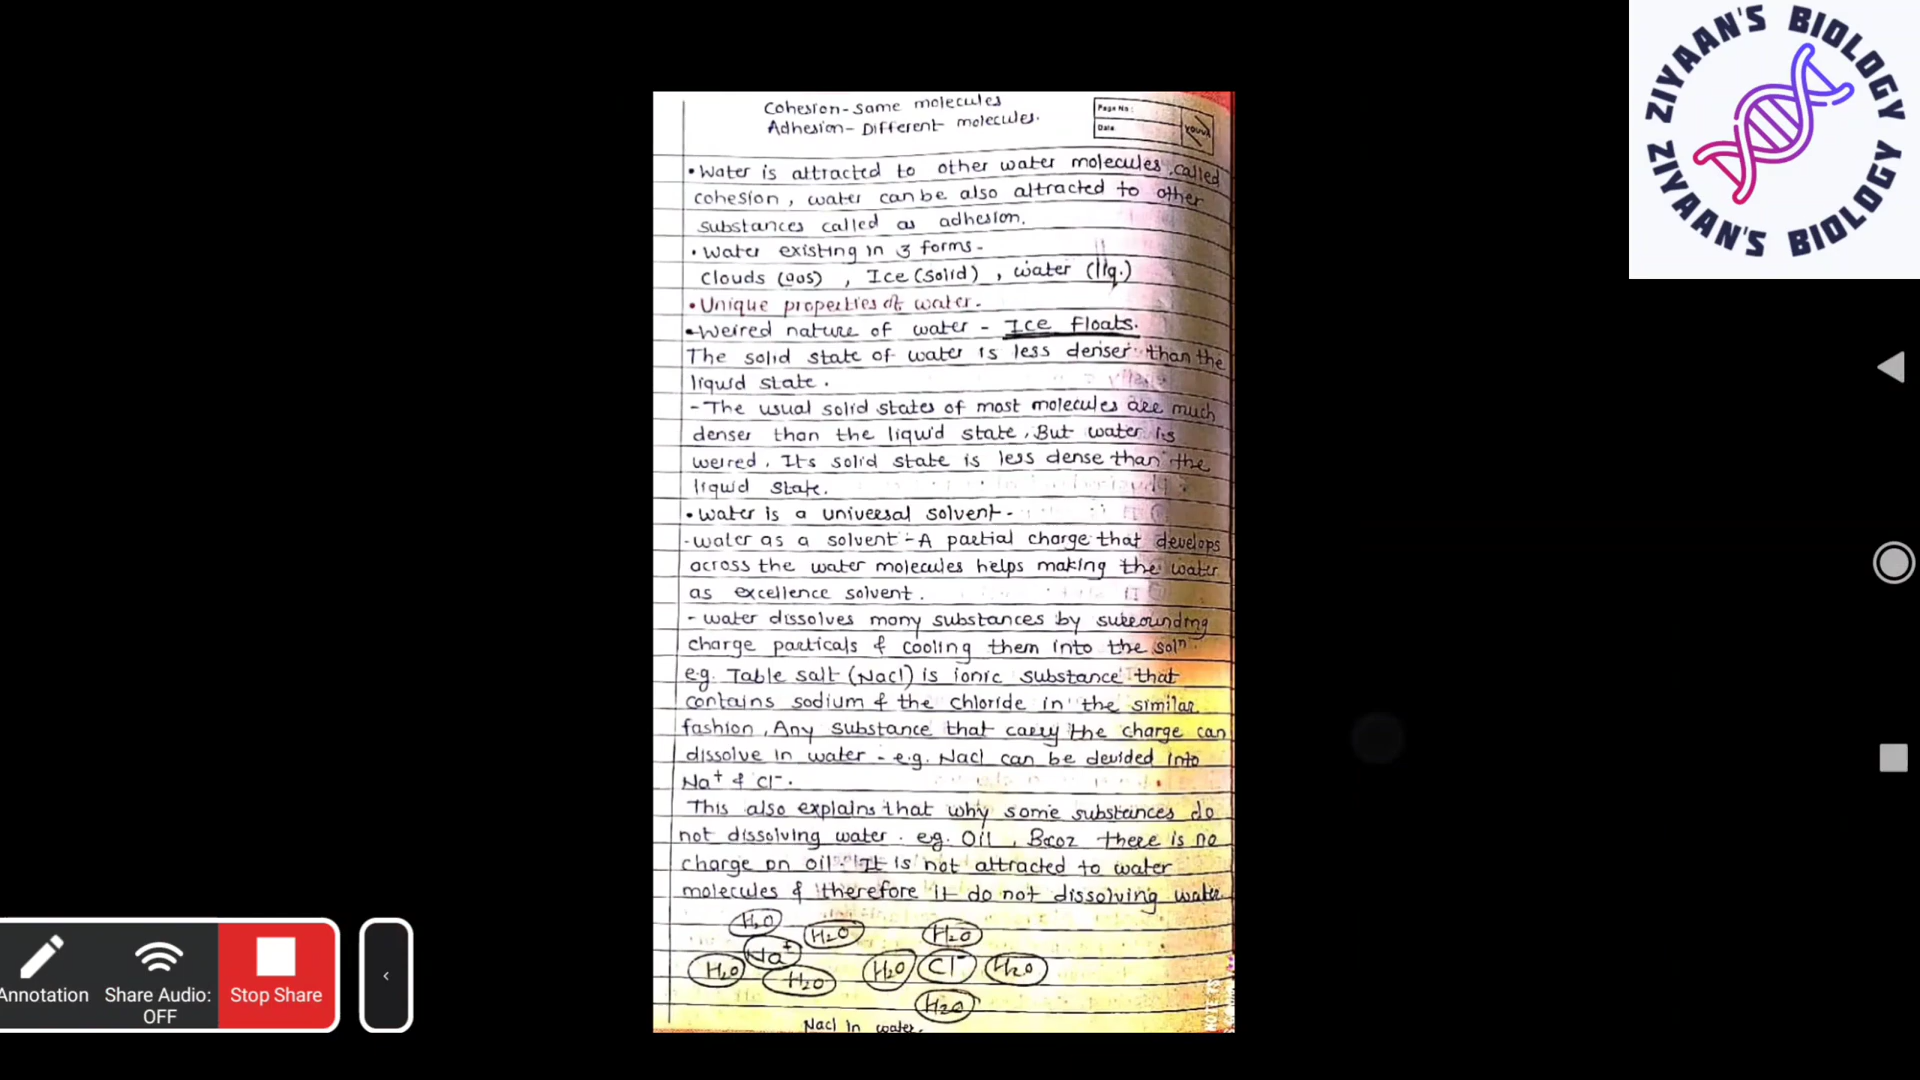 Cohesion-Same molecules
Adhesion-Different molecules.
Page No:
Date
YOUVA
•Water is attracted to other water molecules, called
cohesion, water can be also attracted to other
substances called as adhesion.
•Water existing in 3 forms-
Clouds (gas), Ice (Solid), water (liq.)
•Unique properties of water.
•Weired nature of water - Ice Floats.
The solid state of water is less denser than the
liquid state.
-The usual solid states of most molecules are much
denser than the liquid state, But water is
weired. Its solid state is less dense than the
liquid state.
•Water is a universal solvent-
-water as a solvent-A partial charge that develops
across the water molecules helps making the water
as excellence solvent.
-water dissolves many substances by surrounding
charge particals & cooling them into the soln.
e.g. Table salt (Nacl) is ionic substance that
contains sodium & the chloride in the similar
fashion, Any substance that carry the charge can
dissolve in water - e.g. Nacl can be devided into
Na+ & Cl-.
This also explains that why some substances do
not dissolving water. eg. Oil, Bcoz there is no
charge on oil. It is not attracted to water
molecules & therefore it do not dissolving water
H2O H2O H2O
Na+
H2O H2O H2O Cl- H2O
H2O
Nacl in water.
ZIYAAN'S BIOLOGY
ZIYAAN'S BIOLOGY
Annotation
Share Audio:
OFF
Stop Share